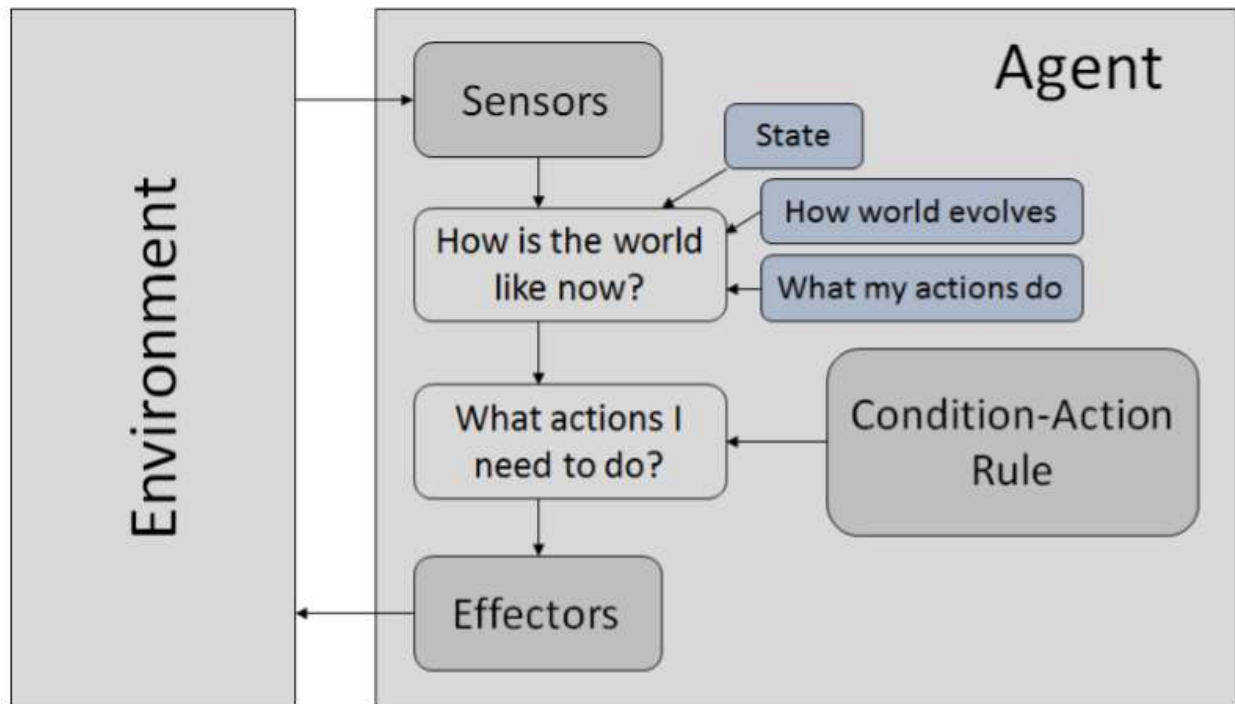 Environment
Agent
Sensors
State
How world evolves
How is the world
like now?
What my actions do
What actions I
need to do?
Condition-Action
Rule
Effectors